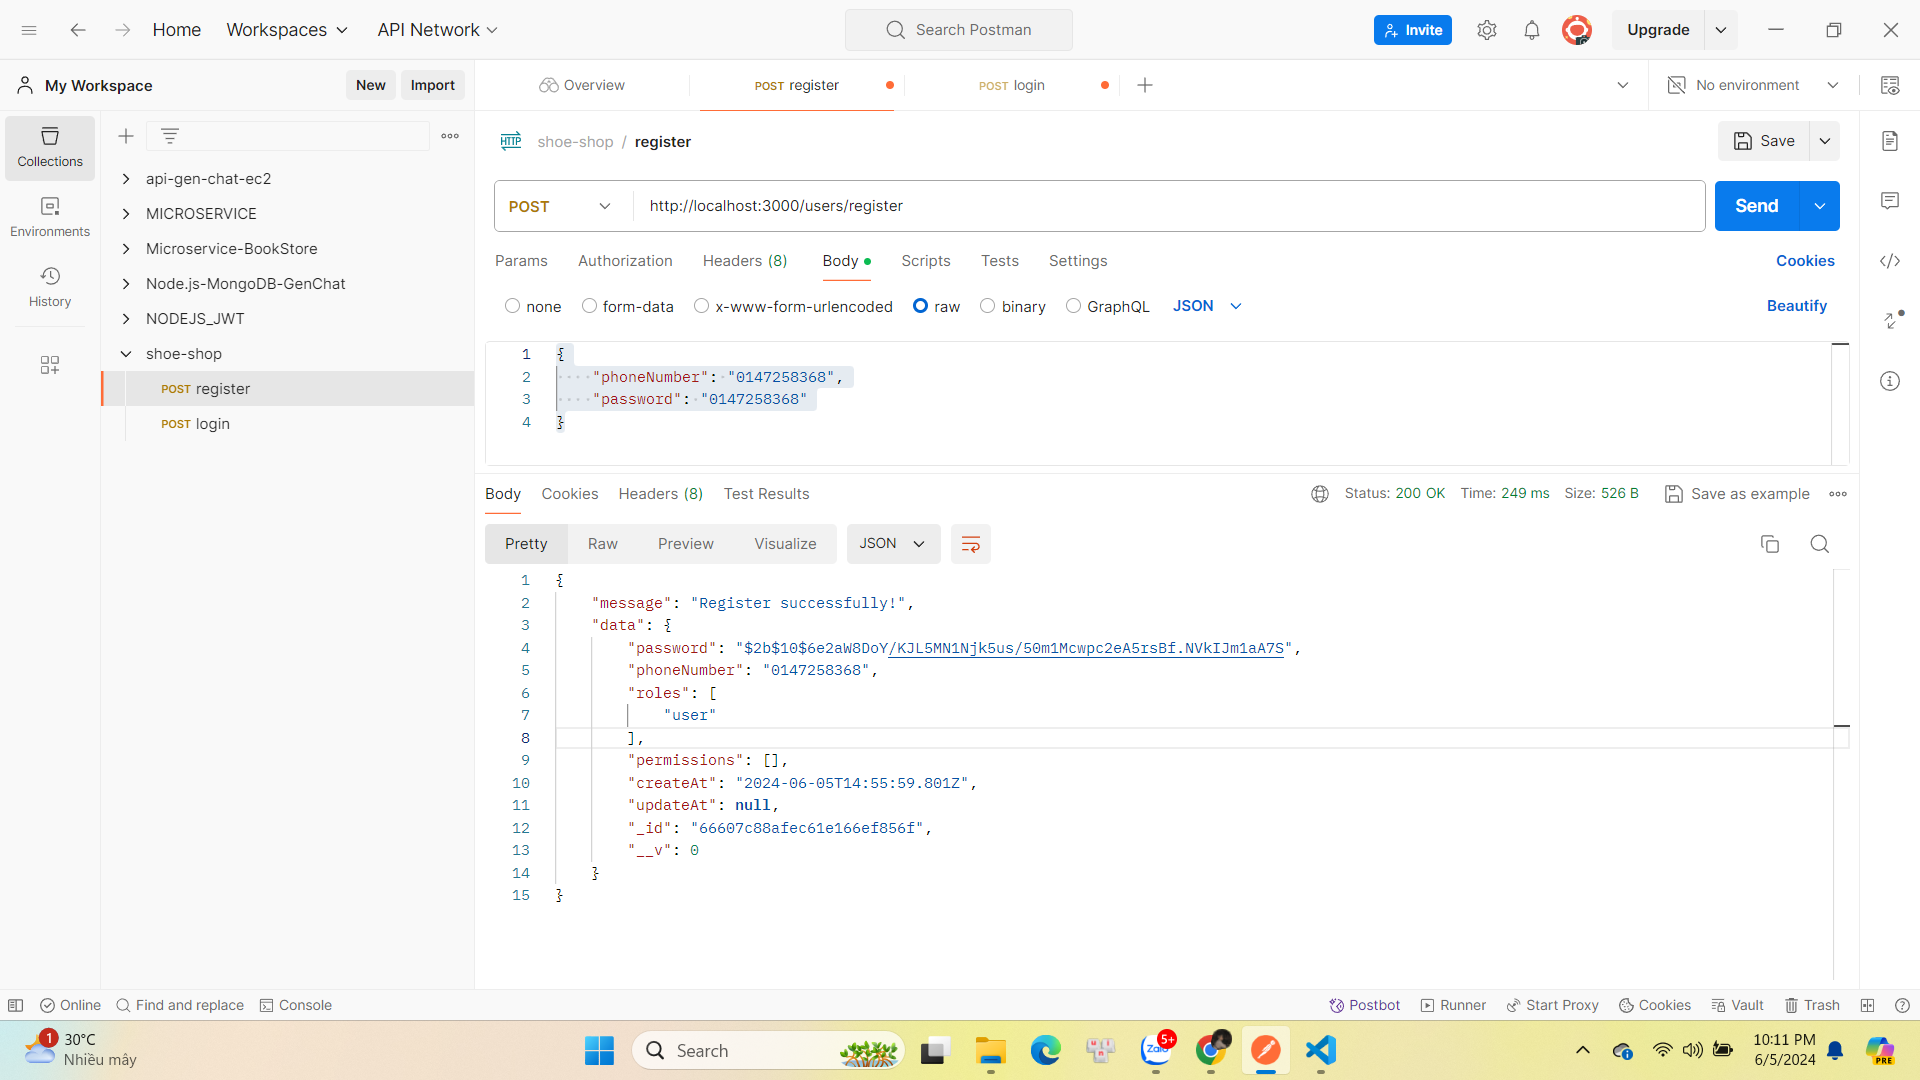 Home Workspaces API Network Search Postman Invite Upgrade
My Workspace New Import Overview POST register POST login No environment
Collections
Environments
History
api-gen-chat-ec2
MICROSERVICE
Microservice-BookStore
Node.js-MongoDB-GenChat
NODEJS_JWT
shoe-shop
POST register
POST login
HTTP shoe-shop / register Save
POST http://localhost:3000/users/register Send
Params Authorization Headers (8) Body Scripts Tests Settings Cookies
none form-data x-www-form-urlencoded raw binary GraphQL JSON Beautify
1 {
2 "phoneNumber": "0147258368",
3 "password": "0147258368"
4 }
Body Cookies Headers (8) Test Results Status: 200 OK Time: 249 ms Size: 526 B Save as example
Pretty Raw Preview Visualize JSON
1 {
2 "message": "Register successfully!",
3 "data": {
4 "password": "$2b$10$6e2aW8DoY/KJL5MN1Njk5us/50m1Mcwpc2eA5rsBf.NVkIJm1aA7S",
5 "phoneNumber": "0147258368",
6 "roles": [
7 "user"
8 ],
9 "permissions": [],
10 "createAt": "2024-06-05T14:55:59.801Z",
11 "updateAt": null,
12 "_id": "66607c88afec61e166ef856f",
13 "__v": 0
14 }
15 }
Online Find and replace Console Postbot Runner Start Proxy Cookies Vault Trash
1 30°C
Nhiều mây
Search
Zalo 5+
10:11 PM
6/5/2024
PRE